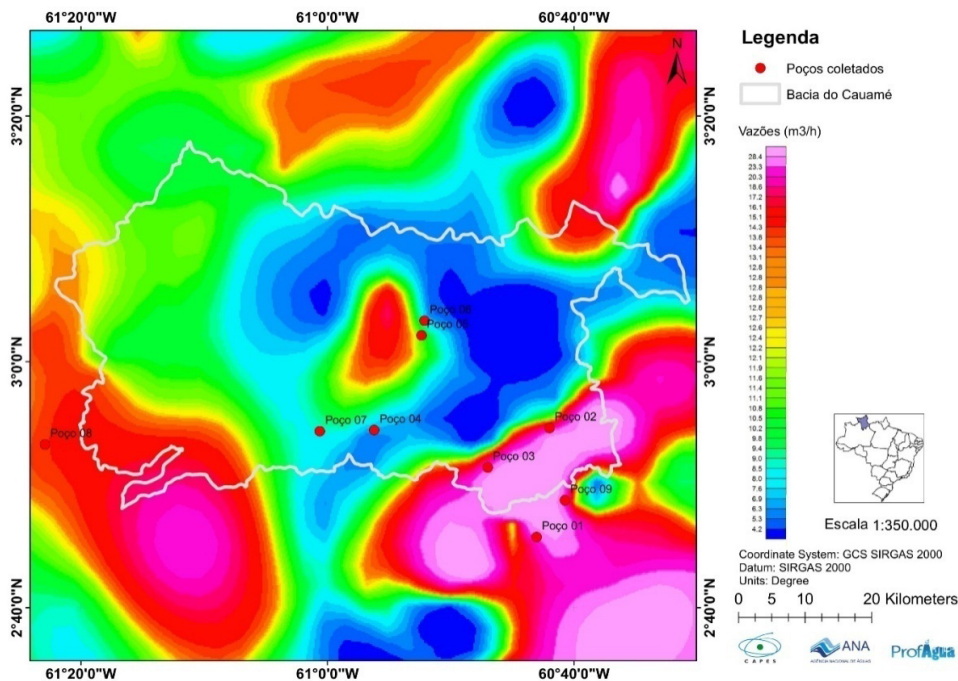 61°20'0"W
61°0'0"W
60°40'0"W
3°20'0"N
3°0'0"N
2°40'0"N
3°20'0"N
3°0'0"N
2°40'0"N
61°20'0"W
61°0'0"W
60°40'0"W
N
Poço 06
Poço 07
Poço 04
Poço 02
Poço 08
Poço 03
Poço 09
Poço 01
Legenda
Poços coletados
Bacia do Cauamé
Vazões (m3/h)
28.4
23.3
20.3
18.6
17.2
16.1
15.1
14.3
13.8
13.4
13.1
12.8
12.8
12.8
12.7
12.6
12.4
12.2
11.9
11.6
11.4
11.1
10.8
10.5
10.2
9.8
9.4
9.0
8.5
8.0
7.6
6.9
6.3
5.3
4.2
Escala 1:350.000
Coordinate System: GCS SIRGAS 2000
Datum: SIRGAS 2000
Units: Degree
0 5 10 20 Kilometers
CAPES
ANA
AGÊNCIA NACIONAL DE ÁGUAS
ProfÁgua